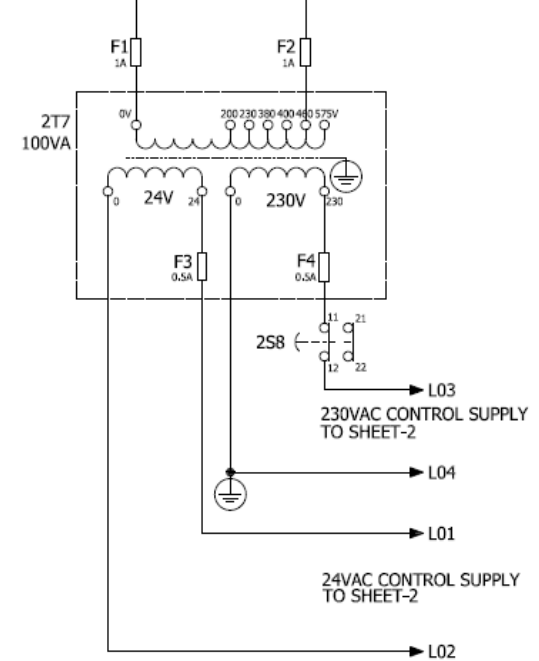 F1
1A
F2
1A
2T7
100VA
0V
200 230 380 400 460 575V
0
24V
24
0
230V
230
F3
0.5A
F4
0.5A
11
21
2S8
12
22
L03
230VAC CONTROL SUPPLY
TO SHEET-2
L04
L01
24VAC CONTROL SUPPLY
TO SHEET-2
L02